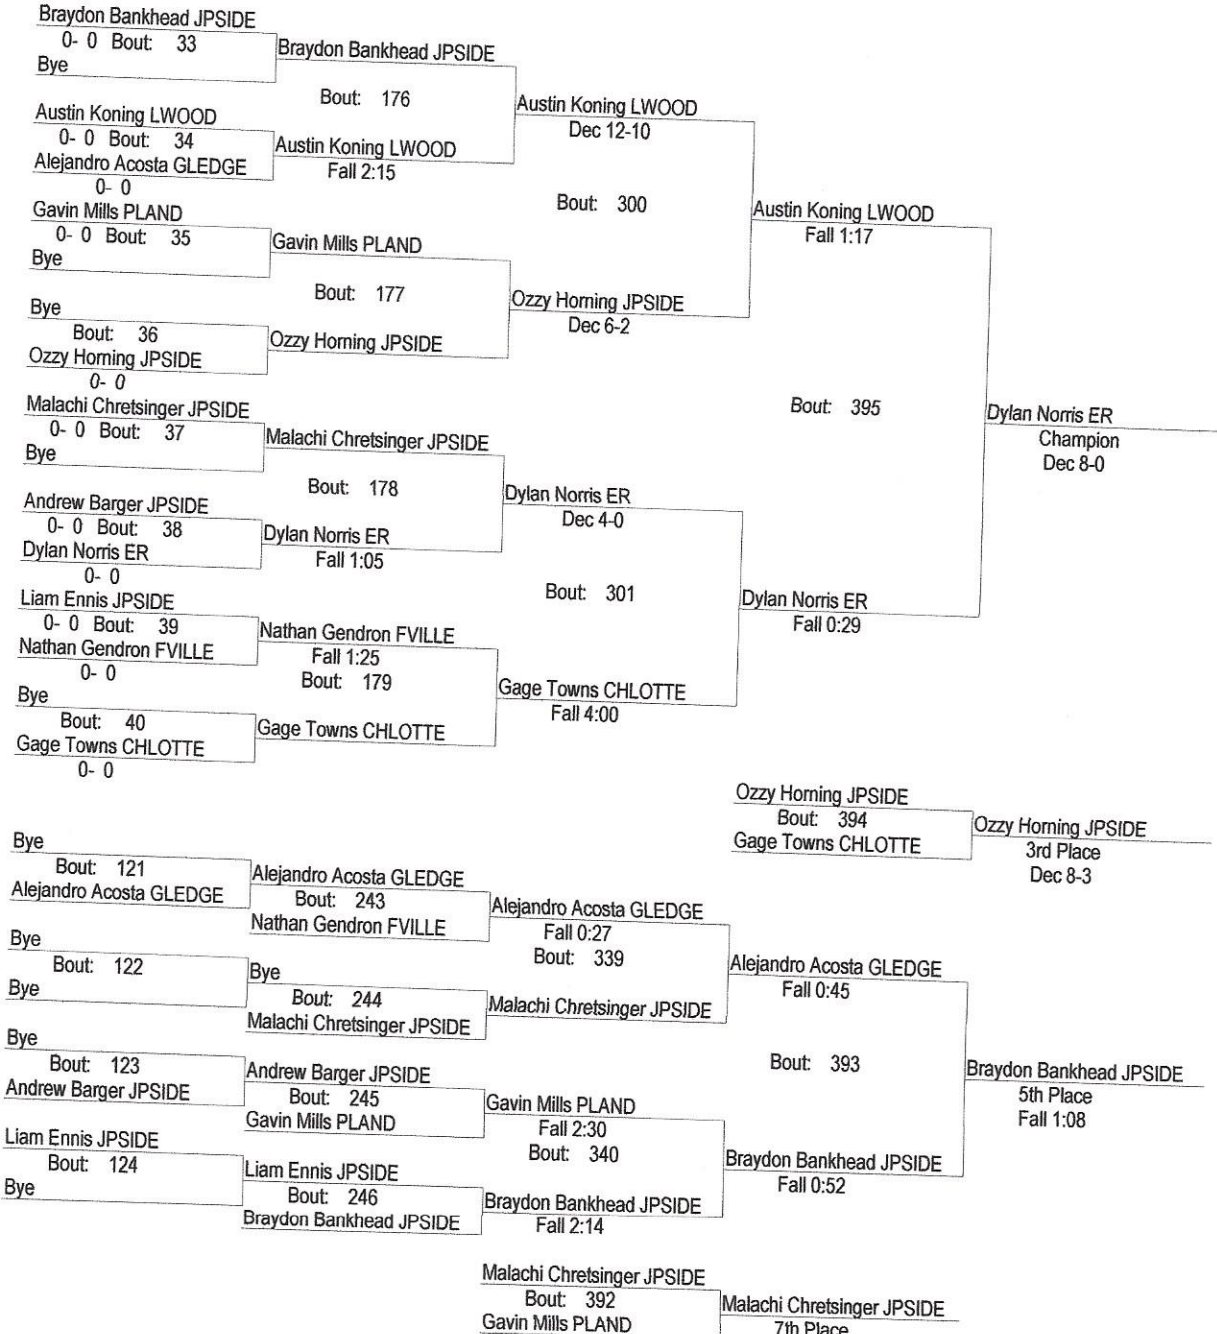 Braydon Bankhead JPSIDE
0- 0 Bout: 33
Bye
Braydon Bankhead JPSIDE
Bout: 176
Austin Koning LWOOD
0- 0 Bout: 34
Alejandro Acosta GLEDGE
0- 0
Austin Koning LWOOD
Fall 2:15
Austin Koning LWOOD
Dec 12-10
Bout: 300
Gavin Mills PLAND
0- 0 Bout: 35
Bye
Gavin Mills PLAND
Bout: 177
Bye
Bout: 36
Ozzy Horning JPSIDE
0- 0
Ozzy Horning JPSIDE
Ozzy Horning JPSIDE
Dec 6-2
Austin Koning LWOOD
Fall 1:17
Bout: 395
Malachi Chretsinger JPSIDE
0- 0 Bout: 37
Bye
Malachi Chretsinger JPSIDE
Bout: 178
Andrew Barger JPSIDE
0- 0 Bout: 38
Dylan Norris ER
0- 0
Dylan Norris ER
Fall 1:05
Dylan Norris ER
Dec 4-0
Bout: 301
Liam Ennis JPSIDE
0- 0 Bout: 39
Nathan Gendron FVILLE
0- 0
Nathan Gendron FVILLE
Fall 1:25
Bout: 179
Bye
Bout: 40
Gage Towns CHLOTTE
0- 0
Gage Towns CHLOTTE
Gage Towns CHLOTTE
Fall 4:00
Dylan Norris ER
Fall 0:29
Dylan Norris ER
Champion
Dec 8-0
Ozzy Horning JPSIDE
Bout: 394
Gage Towns CHLOTTE
Ozzy Horning JPSIDE
3rd Place
Dec 8-3
Bye
Bout: 121
Alejandro Acosta GLEDGE
Alejandro Acosta GLEDGE
Bout: 243
Nathan Gendron FVILLE
Alejandro Acosta GLEDGE
Fall 0:27
Bout: 339
Bye
Bout: 122
Bye
Bye
Bout: 244
Malachi Chretsinger JPSIDE
Malachi Chretsinger JPSIDE
Alejandro Acosta GLEDGE
Fall 0:45
Bout: 393
Bye
Bout: 123
Andrew Barger JPSIDE
Andrew Barger JPSIDE
Bout: 245
Gavin Mills PLAND
Gavin Mills PLAND
Fall 2:30
Bout: 340
Liam Ennis JPSIDE
Bout: 124
Bye
Liam Ennis JPSIDE
Bout: 246
Braydon Bankhead JPSIDE
Braydon Bankhead JPSIDE
Fall 2:14
Braydon Bankhead JPSIDE
Fall 0:52
Braydon Bankhead JPSIDE
5th Place
Fall 1:08
Malachi Chretsinger JPSIDE
Bout: 392
Gavin Mills PLAND
Malachi Chretsinger JPSIDE
7th Place